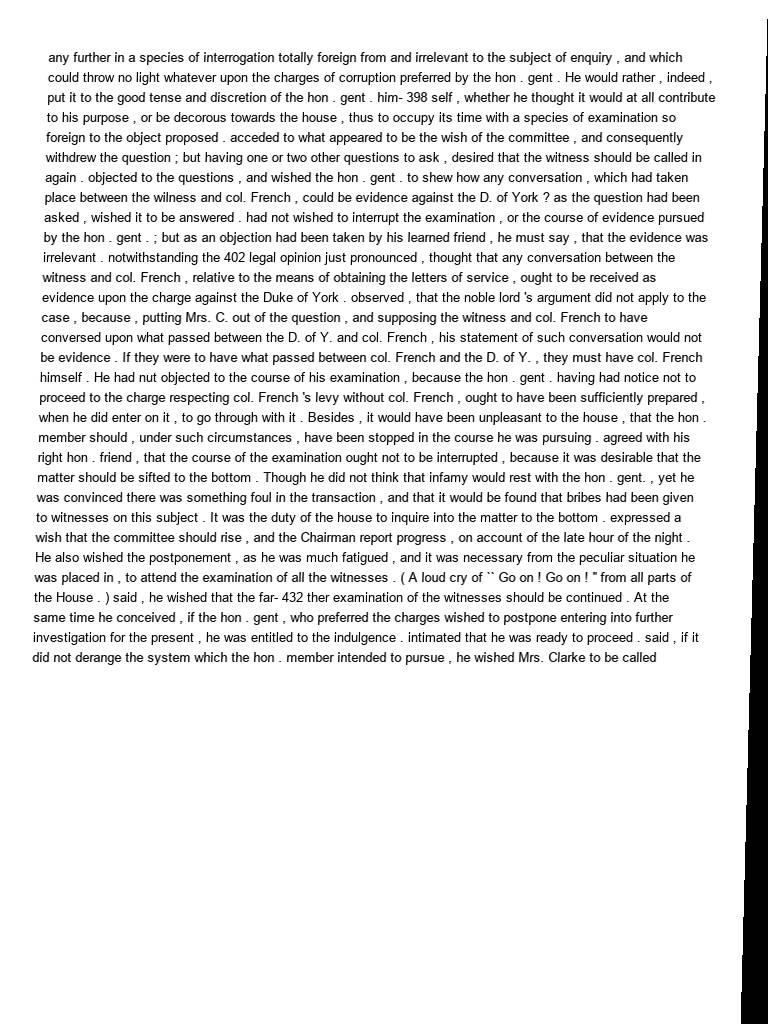 any further in a species of interrogation totally foreign from and irrelevant to the subject of enquiry , and which
could throw no light whatever upon the charges of corruption preferred by the hon . gent . He would rather , indeed ,
put it to the good tense and discretion of the hon . gent . him- 398 self , whether he thought it would at all contribute
to his purpose , or be decorous towards the house , thus to occupy its time with a species of examination so
foreign to the object proposed . acceded to what appeared to be the wish of the committee , and consequently
withdrew the question ; but having one or two other questions to ask , desired that the witness should be called in
again . objected to the questions , and wished the hon . gent . to shew how any conversation , which had taken
place between the wilness and col. French , could be evidence against the D. of York ? as the question had been
asked , wished it to be answered . had not wished to interrupt the examination , or the course of evidence pursued
by the hon . gent . ; but as an objection had been taken by his learned friend , he must say , that the evidence was
irrelevant . notwithstanding the 402 legal opinion just pronounced , thought that any conversation between the
witness and col. French , relative to the means of obtaining the letters of service , ought to be received as
evidence upon the charge against the Duke of York . observed , that the noble lord 's argument did not apply to the
case , because , putting Mrs. C. out of the question , and supposing the witness and col. French to have
conversed upon what passed between the D. of Y. and col. French , his statement of such conversation would not
be evidence . If they were to have what passed between col. French and the D. of Y. , they must have col. French
himself . He had nut objected to the course of his examination , because the hon . gent . having had notice not to
proceed to the charge respecting col. French 's levy without col. French , ought to have been sufficiently prepared ,
when he did enter on it , to go through with it . Besides , it would have been unpleasant to the house , that the hon .
member should , under such circumstances , have been stopped in the course he was pursuing . agreed with his
right hon . friend , that the course of the examination ought not to be interrupted , because it was desirable that the
matter should be sifted to the bottom . Though he did not think that infamy would rest with the hon . gent. , yet he
was convinced there was something foul in the transaction , and that it would be found that bribes had been given
to witnesses on this subject . It was the duty of the house to inquire into the matter to the bottom . expressed a
wish that the committee should rise , and the Chairman report progress , on account of the late hour of the night .
He also wished the postponement , as he was much fatigued , and it was necessary from the peculiar situation he
was placed in , to attend the examination of all the witnesses . ( A loud cry of `` Go on ! Go on ! '' from all parts of
the House . ) said , he wished that the far- 432 ther examination of the witnesses should be continued . At the
same time he conceived , if the hon . gent , who preferred the charges wished to postpone entering into further
investigation for the present , he was entitled to the indulgence . intimated that he was ready to proceed . said , if it
did not derange the system which the hon . member intended to pursue , he wished Mrs. Clarke to be called